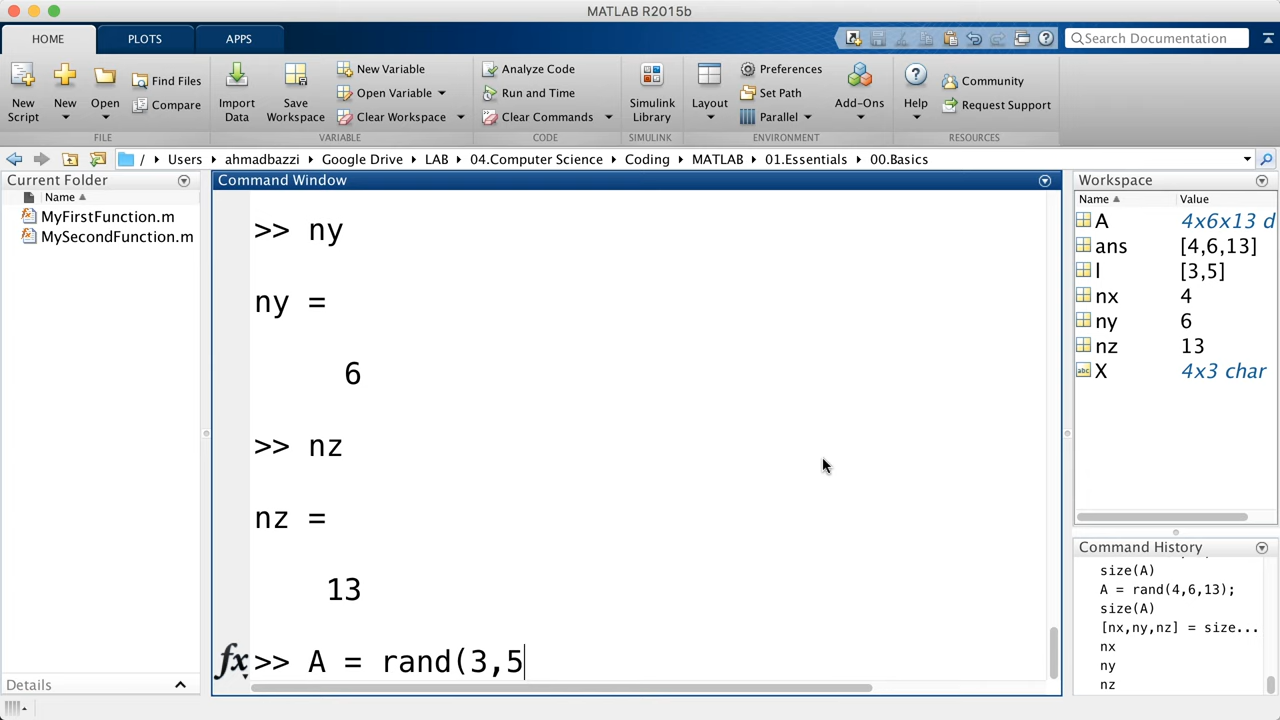 MATLAB R2015b
HOME PLOTS APPS Search Documentation
New Script
New
Open
Find Files
Compare
Import Data
Save Workspace
New Variable
Open Variable
Clear Workspace
Analyze Code
Run and Time
Clear Commands
Simulink Library
Layout
Preferences
Set Path
Parallel
Add-Ons
Help
Community
Request Support
FILE VARIABLE CODE SIMULINK ENVIRONMENT RESOURCES
/ Users ahmadbazzi Google Drive LAB 04.Computer Science Coding MATLAB 01.Essentials 00.Basics
Current Folder
Name
MyFirstFunction.m
MySecondFunction.m
Details
Command Window
>> ny
ny =
6
>> nz
nz =
13
fx >> A = rand(3,5
Workspace
Name Value
A 4x6x13 d
ans [4,6,13]
l [3,5]
nx 4
ny 6
nz 13
abc X 4x3 char
Command History
size(A)
A = rand(4,6,13);
size(A)
[nx,ny,nz] = size...
nx
ny
nz